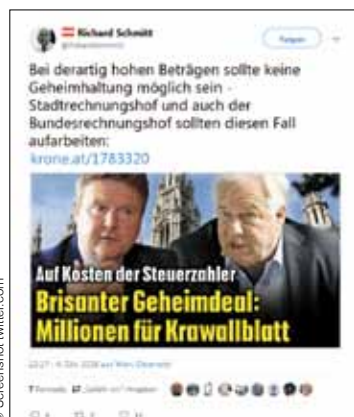 Richard Schmitt
Folgen
Bei derartig hohen Beträgen sollte keine
Geheimhaltung möglich sein -
Stadtrechnungshof und auch der
Bundesrechnungshof sollten diesen Fall
aufarbeiten:
krone.at/1783320
Auf Kosten der Steuerzahler
Brisanter Geheimdeal:
Millionen für Krawallblatt
© Screenshot twitter.com